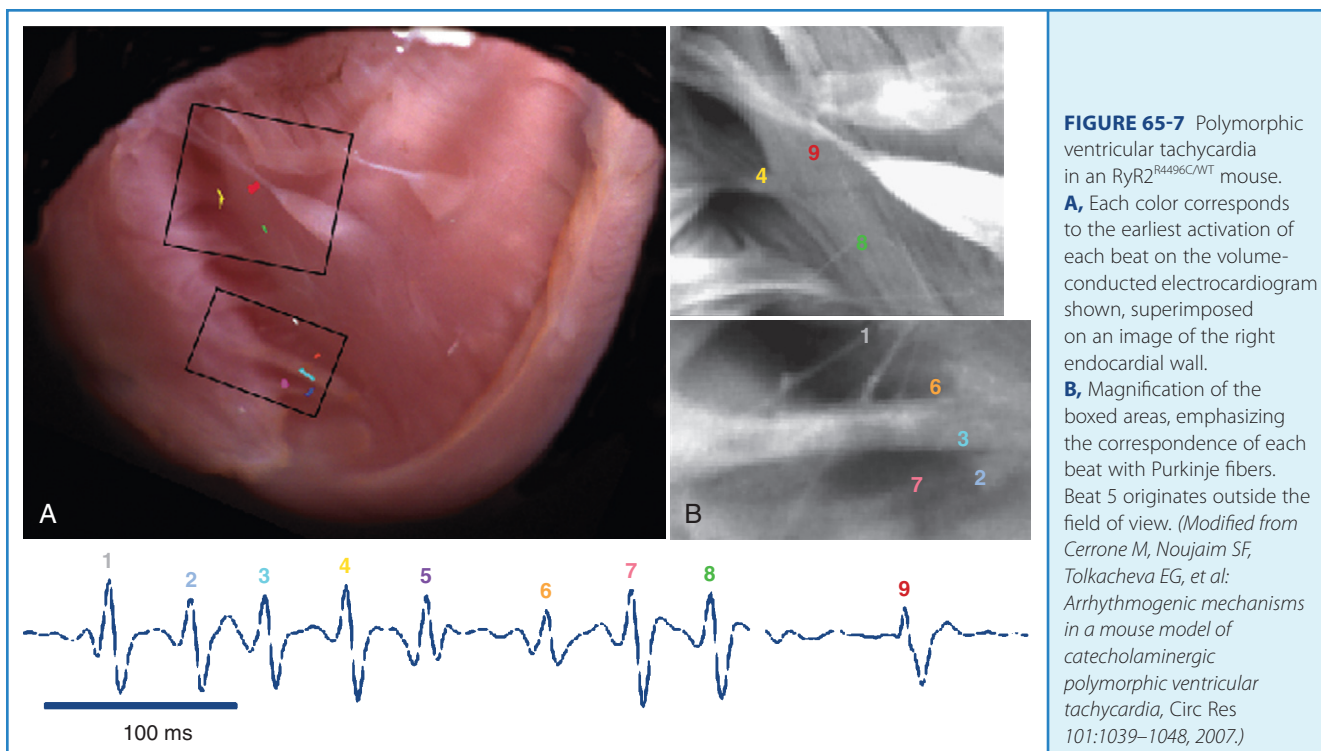 A
9
4
8
1
6
3
2
7
B
1 2 3 4 5 6 7 8 9
100 ms
FIGURE 65-7 Polymorphic
ventricular tachycardia
in an RyR2R4496C/WT mouse.
A, Each color corresponds
to the earliest activation of
each beat on the volume-
conducted electrocardiogram
shown, superimposed
on an image of the right
endocardial wall.
B, Magnification of the
boxed areas, emphasizing
the correspondence of each
beat with Purkinje fibers.
Beat 5 originates outside the
field of view. (Modified from
Cerrone M, Noujaim SF,
Tolkacheva EG, et al:
Arrhythmogenic mechanisms
in a mouse model of
catecholaminergic
polymorphic ventricular
tachycardia, Circ Res
101:1039–1048, 2007.)